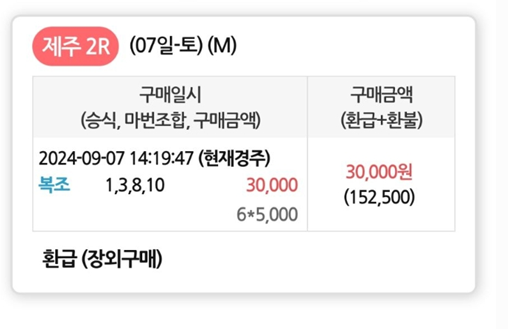 제주 2R (07일-토) (M)
구매일시 구매금액
(승식, 마번조합, 구매금액) (환급+환불)
2024-09-07 14:19:47 (현재경주)
복조 1,3,8,10 30,000 30,000원
6*5,000 (152,500)
환급 (장외구매)